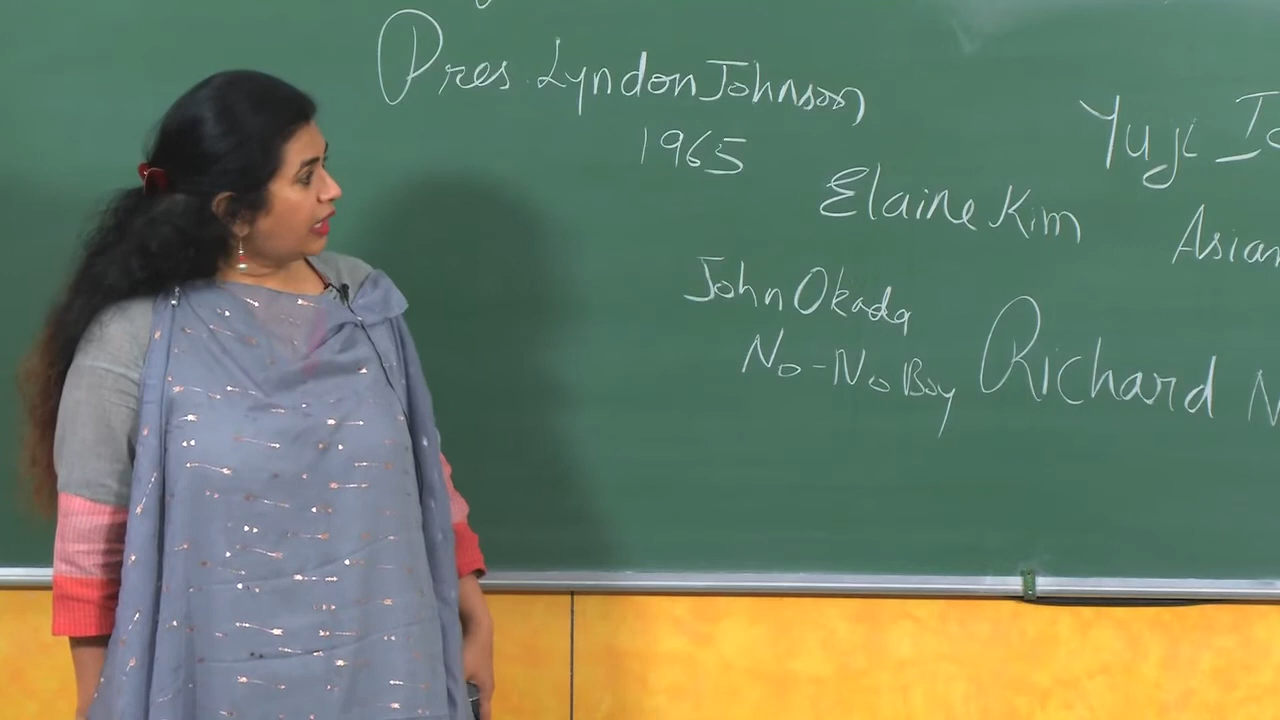 Pres. Lyndon Johnson
1965
Yuji
Elaine Kim
Asian
John Okada
No-No Boy
Richard N